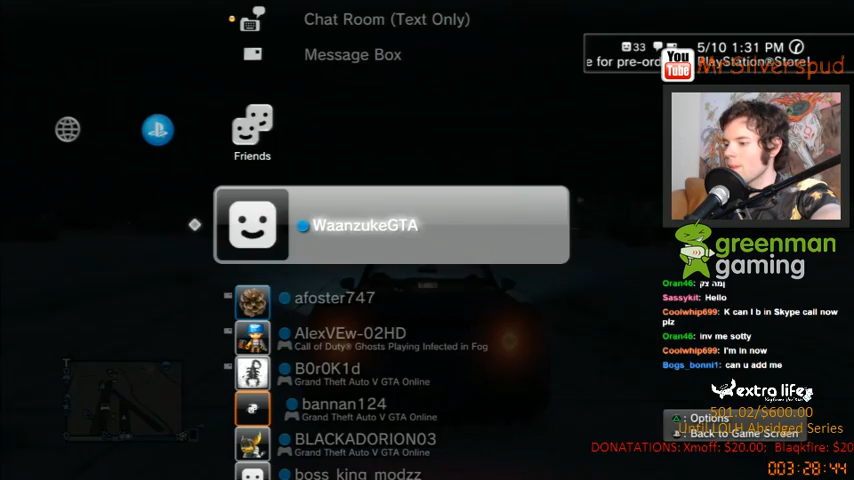 Chat Room (Text Only)
Message Box
33
5/10 1:31 PM
e for pre-or
PlayStation®Store!
You
Tube
Mr Silverspud
Friends
WaanzukeGTA
greenman
gaming
afoster747
AlexVEw-02HD
Call of Duty® Ghosts Playing Infected in Fog
B0r0K1d
Grand Theft Auto V GTA Online
bannan124
Grand Theft Auto V GTA Online
BLACKADORION03
Grand Theft Auto V GTA Online
boss_king_modzz
Oran46:
Sassykit: Hello
Coolwhip699: K can I b in Skype call now
plz
Oran46: inv me sotty
Coolwhip699: I'm in now
Bogs_bonni1: can u add me
extra life
501.02/$600.00
: Options
Until LOLH Abridged Series
: Back to Game Screen
DONATATIONS: Xmoff: $20.00; Blaqkfire: $20
003:28:44